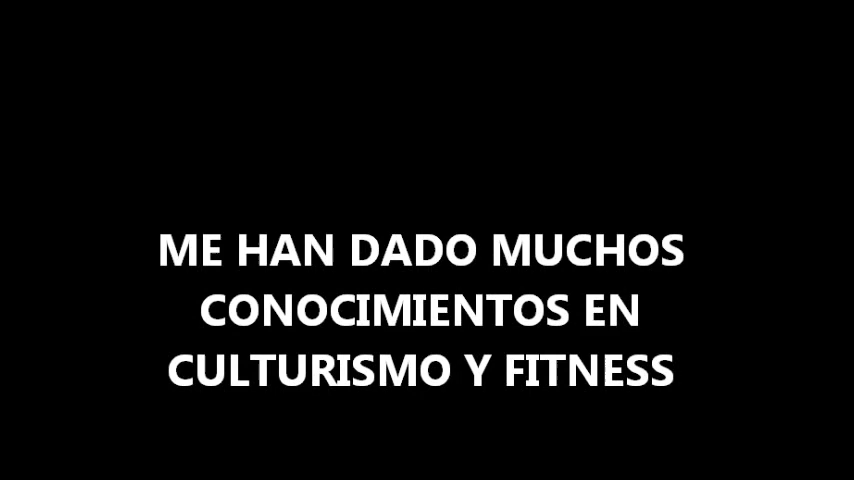 ME HAN DADO MUCHOS
CONOCIMIENTOS EN
CULTURISMO Y FITNESS